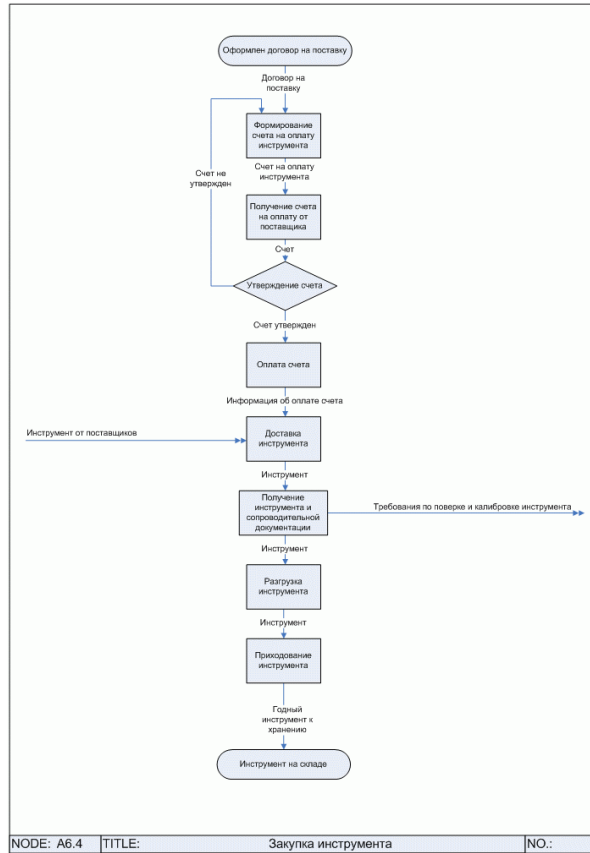 Оформлен договор на поставку
Договор на
поставку
Формирование
счета на оплату
инструмента
Счет не
утвержден
Счет на оплату
инструмента
Получение счета
на оплату от
поставщика
Счет
Утверждение счета
Счет утвержден
Оплата счета
Информация об оплате счета
Инструмент от поставщиков
Доставка
инструмента
Инструмент
Получение
инструмента и
сопроводительной
документации
Требования по поверке и калибровке инструмента
Инструмент
Разгрузка
инструмента
Инструмент
Приходование
инструмента
Годный
инструмент к
хранению
Инструмент на складе
NODE: A6.4 TITLE: Закупка инструмента NO.: